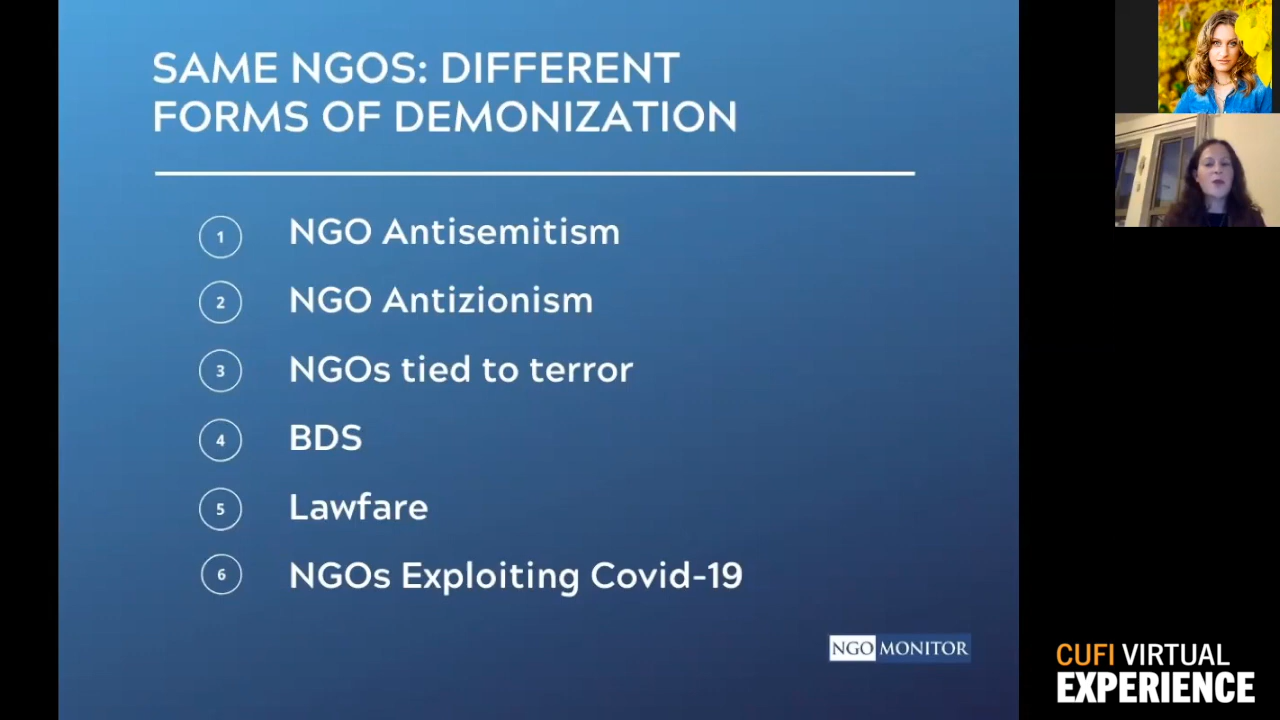 SAME NGOS: DIFFERENT
FORMS OF DEMONIZATION
1 NGO Antisemitism
2 NGO Antizionism
3 NGOs tied to terror
4 BDS
5 Lawfare
6 NGOs Exploiting Covid-19
NGO MONITOR
CUFI VIRTUAL
EXPERIENCE